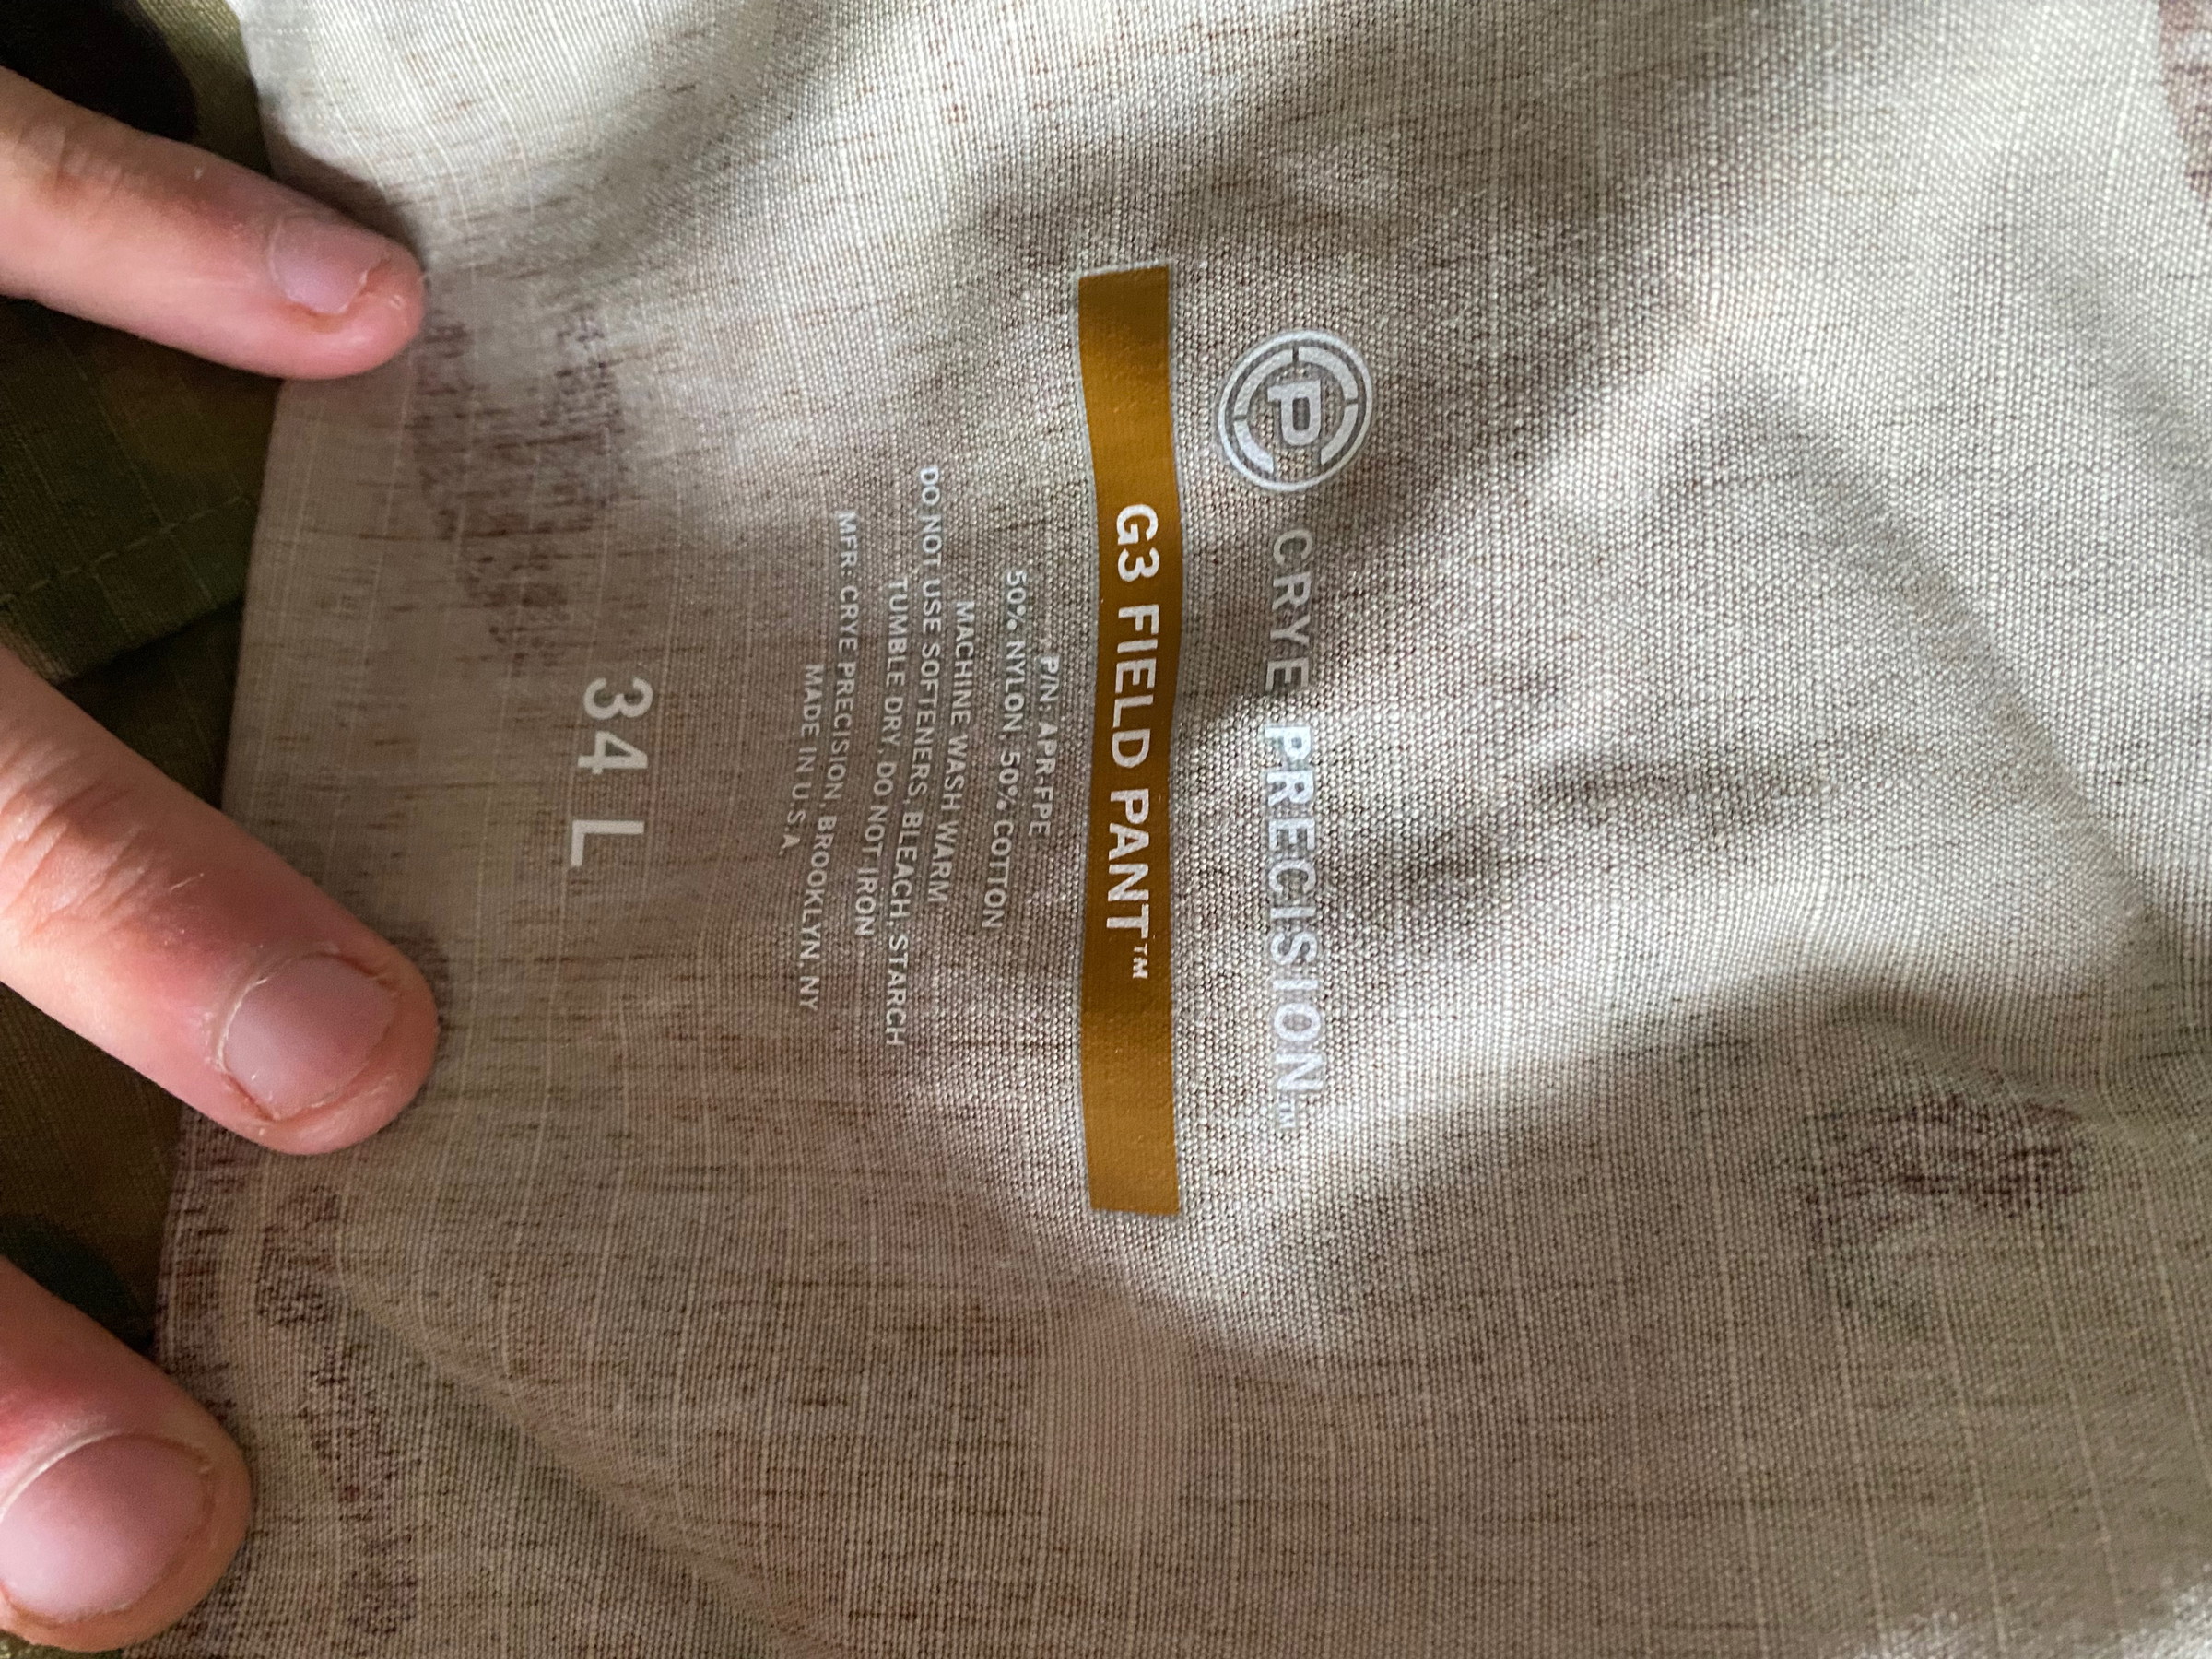 CP CRYE PRECISION™
G3 FIELD PANT™
P/N: APR-FPE
50% NYLON, 50% COTTON
MACHINE WASH WARM
DO NOT USE SOFTENERS, BLEACH, STARCH
TUMBLE DRY, DO NOT IRON
MFR: CRYE PRECISION, BROOKLYN, NY
MADE IN U.S.A.
34 L